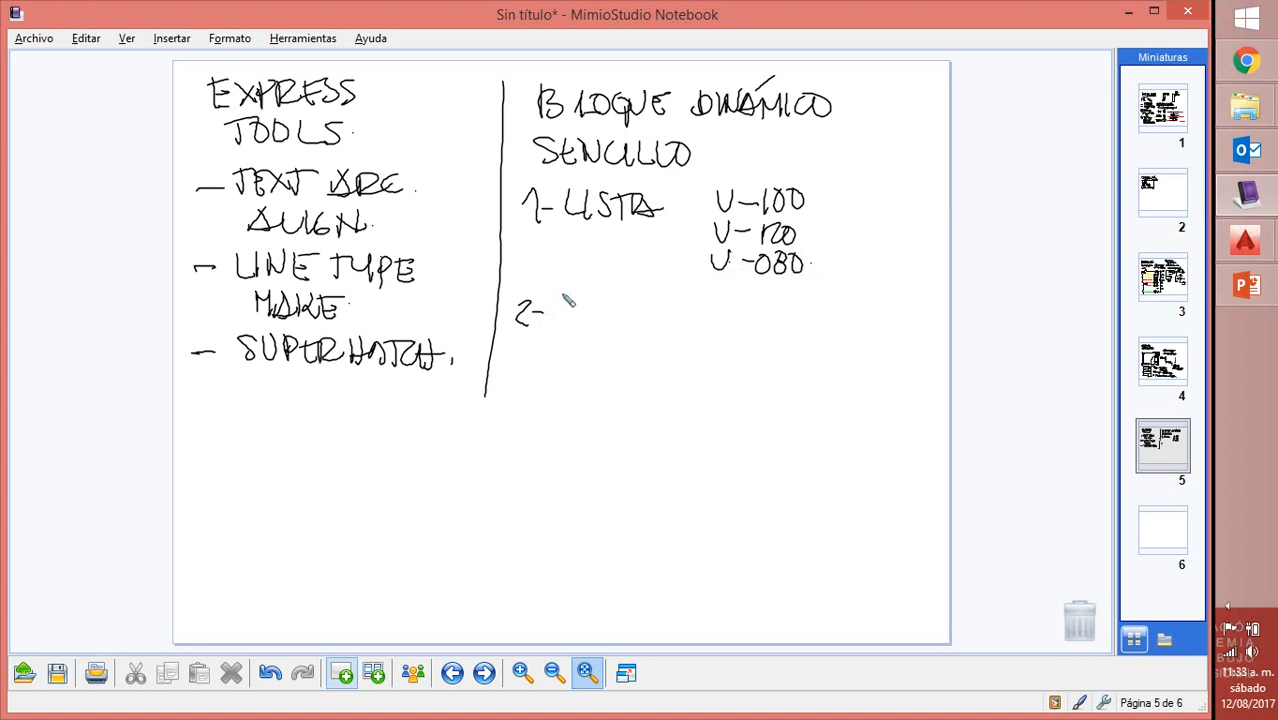 Sin título* - MimioStudio Notebook
Archivo Editar Ver Insertar Formato Herramientas Ayuda
EXPRESS
TOOLS.
- TEXT ARC
ALIGN.
- LINE TYPE
MAKE.
- SUPERHATCH.
BLOQUE DINÁMICO
SENCILLO
1- LISTA V-100
V-120
V-080.
2-
Miniaturas
1
2
3
4
5
6
Página 5 de 6
11:33 a. m.
sábado
12/08/2017